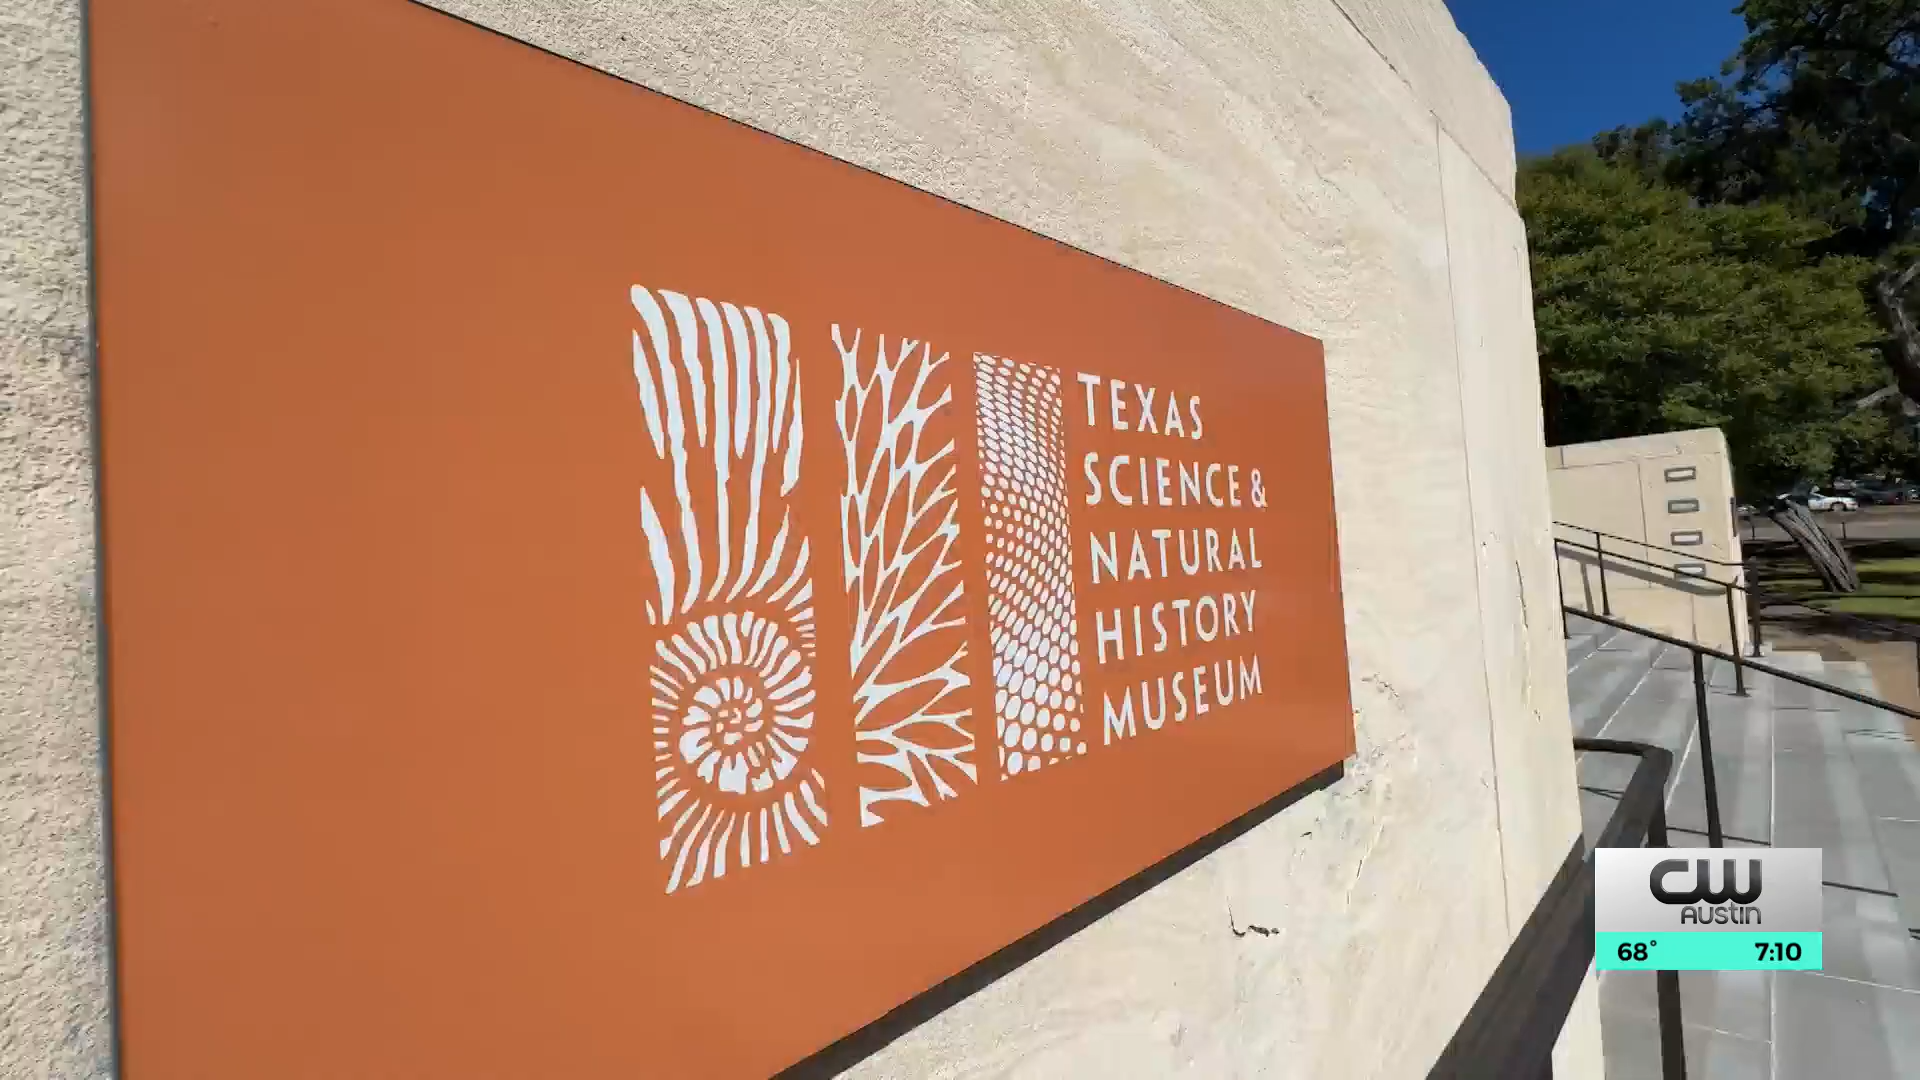 TEXAS
SCIENCE &
NATURAL
HISTORY
MUSEUM
CW
AUSTIN
68° 7:10